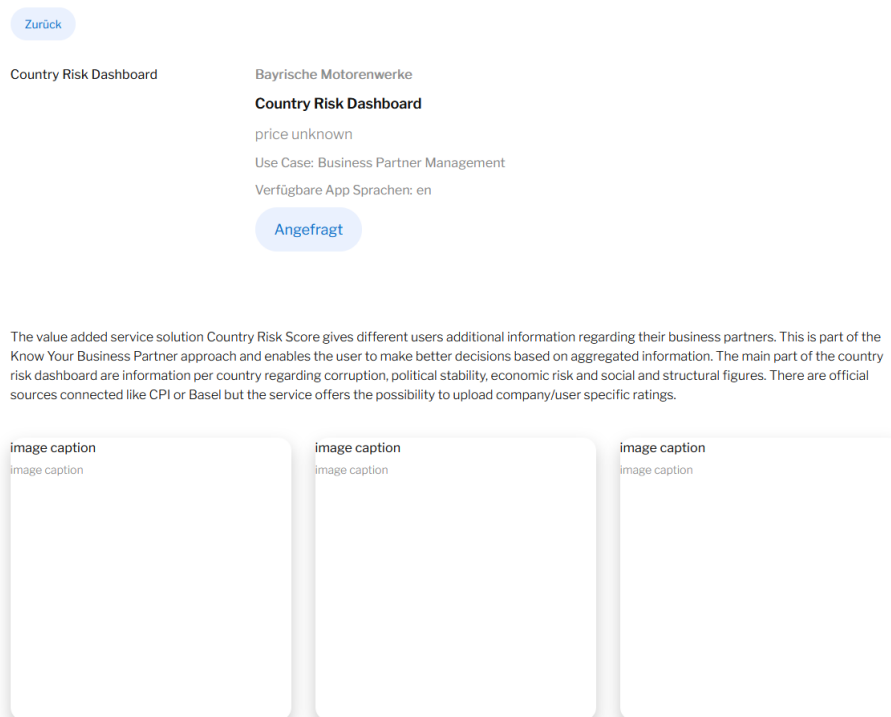 Zurück
Country Risk Dashboard
Bayrische Motorenwerke
Country Risk Dashboard
price unknown
Use Case: Business Partner Management
Verfügbare App Sprachen: en
Angefragt
The value added service solution Country Risk Score gives different users additional information regarding their business partners. This is part of the
Know Your Business Partner approach and enables the user to make better decisions based on aggregated information. The main part of the country
risk dashboard are information per country regarding corruption, political stability, economic risk and social and structural figures. There are official
sources connected like CPI or Basel but the service offers the possibility to upload company/user specific ratings.
image caption
image caption
image caption
image caption
image caption
image caption